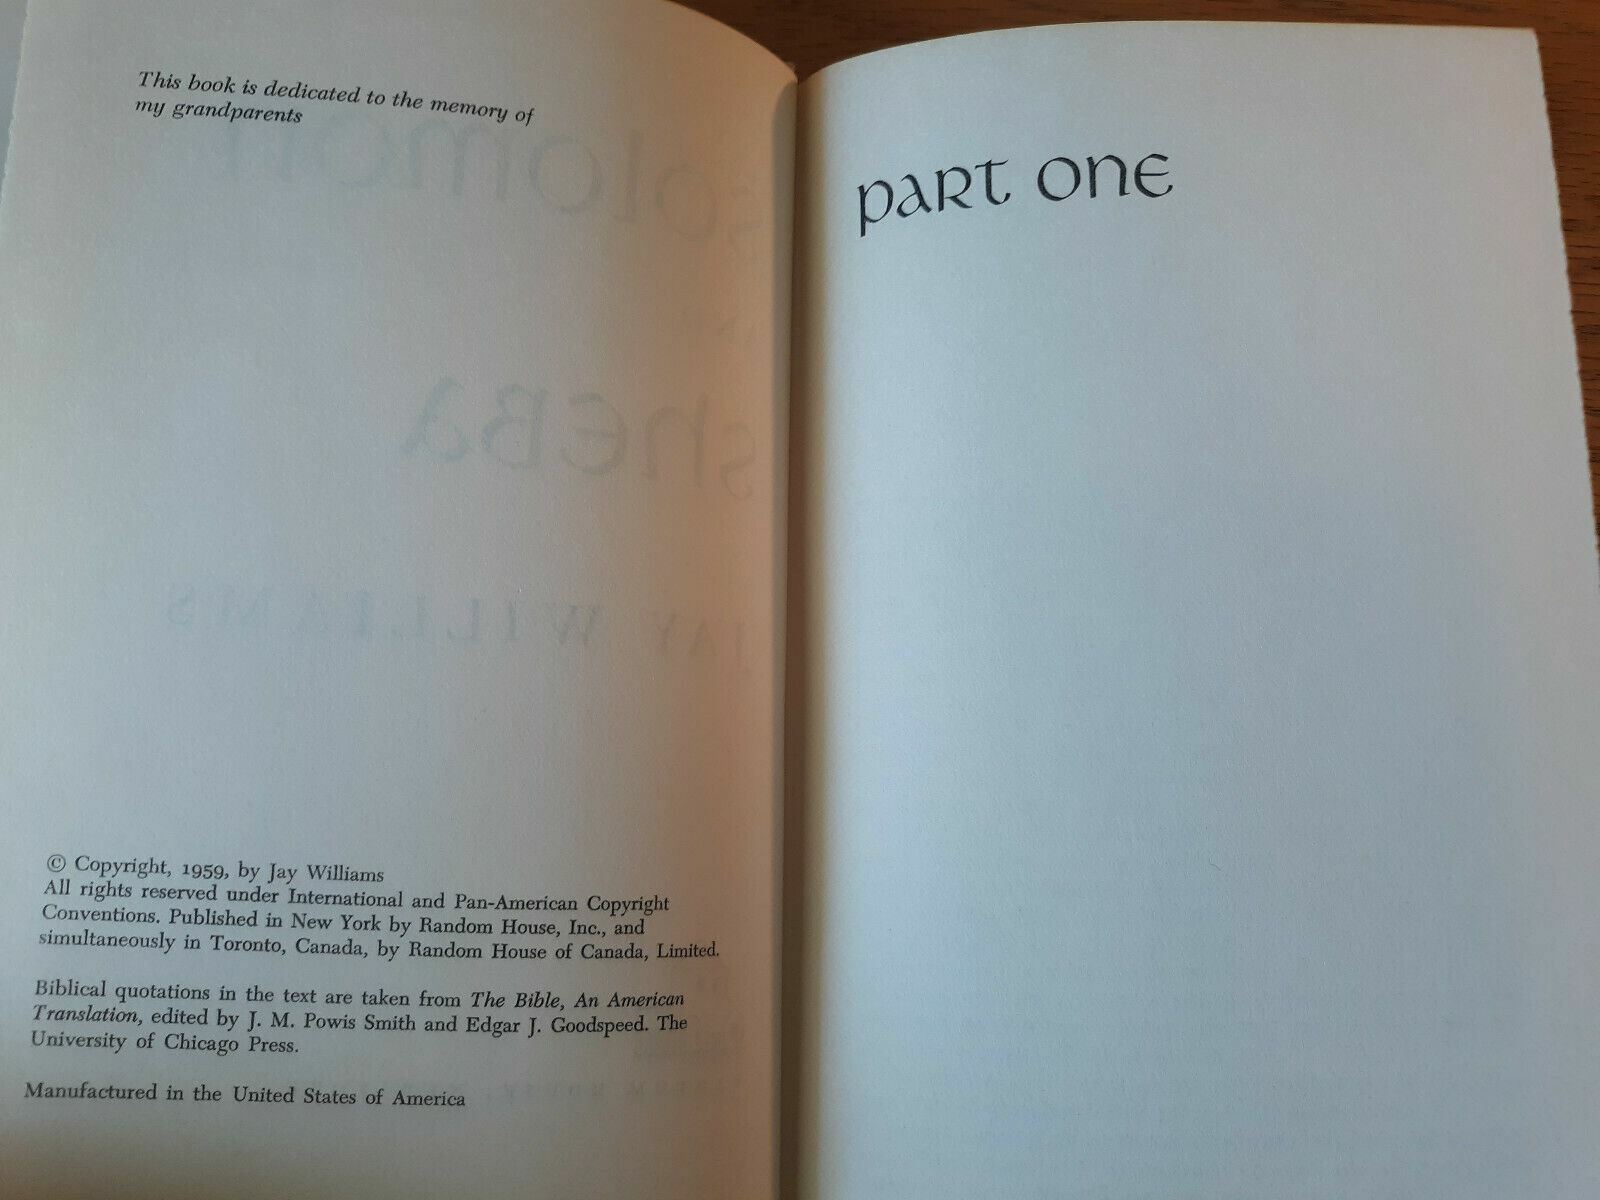 This book is dedicated to the memory of
my grandparents
solomon
sheba
JAY WILLIAMS
© Copyright, 1959, by Jay Williams
All rights reserved under International and Pan-American Copyright
Conventions. Published in New York by Random House, Inc., and
simultaneously in Toronto, Canada, by Random House of Canada, Limited.
Biblical quotations in the text are taken from The Bible, An American
Translation, edited by J. M. Powis Smith and Edgar J. Goodspeed. The
University of Chicago Press.
Manufactured in the United States of America
PART ONE